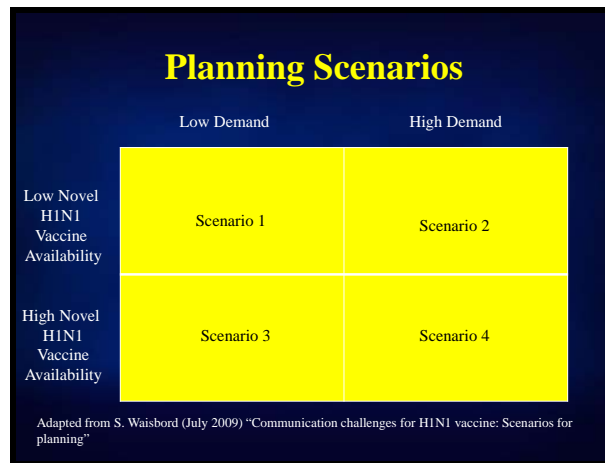 Planning Scenarios
Low Demand
High Demand
Low Novel
H1N1
Vaccine
Availability
Scenario 1
Scenario 2
High Novel
H1N1
Vaccine
Availability
Scenario 3
Scenario 4
Adapted from S. Waisbord (July 2009) “Communication challenges for H1N1 vaccine: Scenarios for
planning”